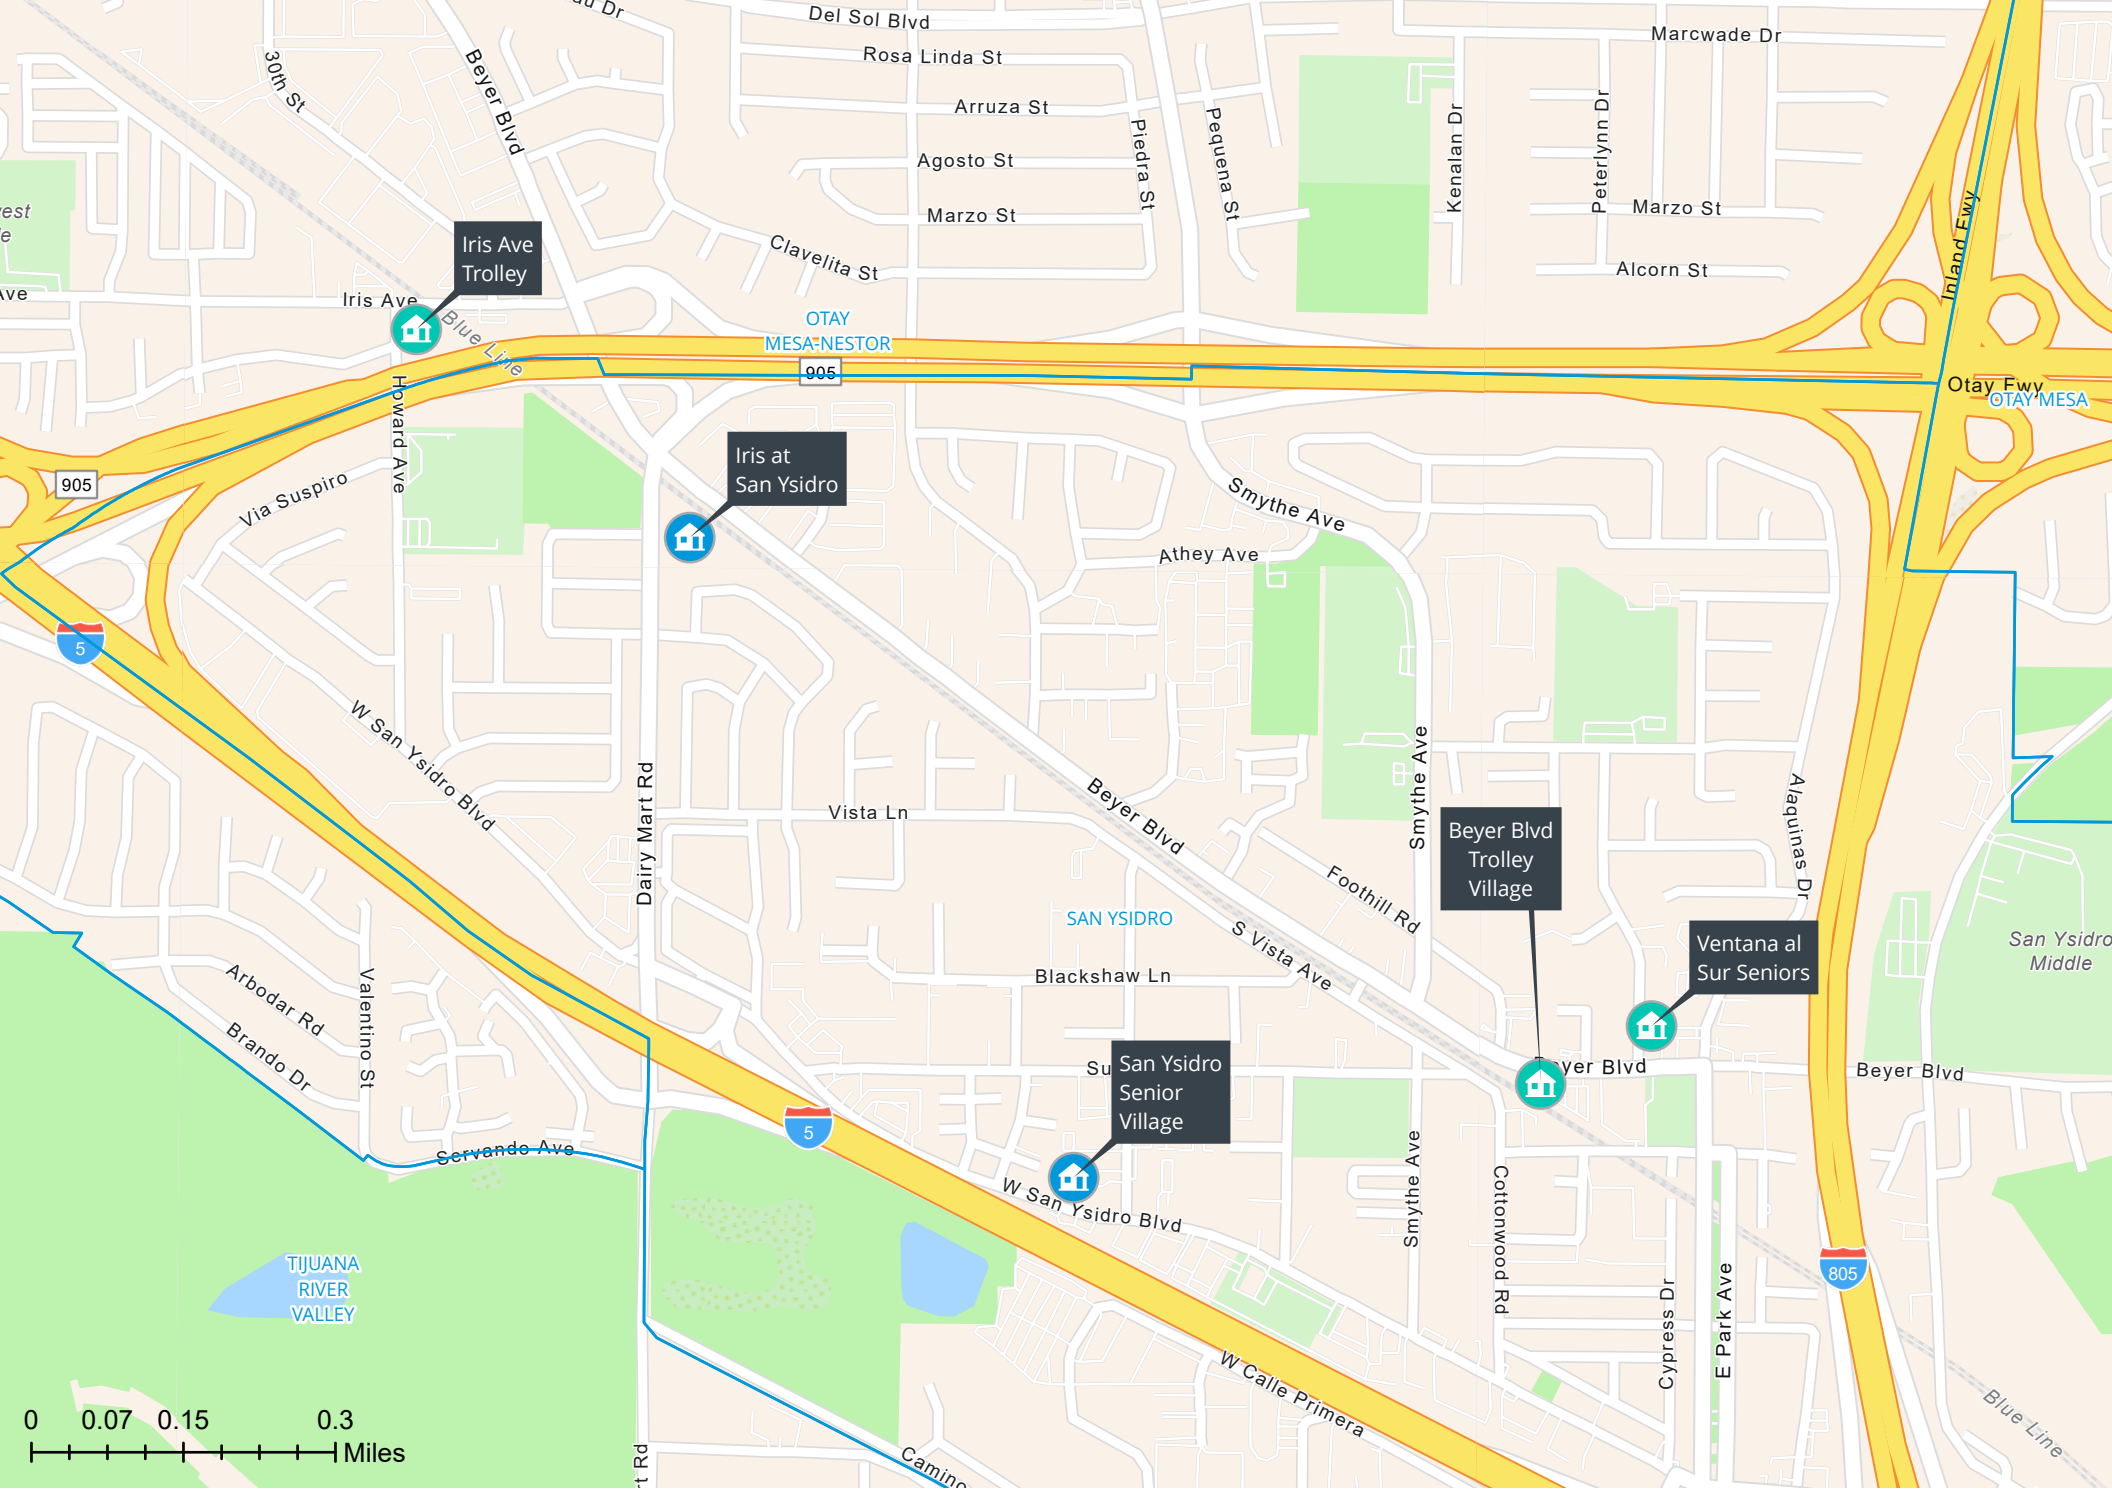 Del Sol Blvd
Marcwade Dr
Rosa Linda St
30th St
Beyer Blvd
Arruza St
Piedra St
Pequena St
Kenalan Dr
Peterlynn Dr
Agosto St
Marzo St
Marzo St
Clavelita St
Alcorn St
Inland Fwy
Iris Ave
Trolley
Ave
Iris Ave
Blue Line
OTAY
MESA-NESTOR
905
Otay Fwy
OTAY MESA
Howard Ave
905
Via Suspiro
Iris at
San Ysidro
Smythe Ave
Athey Ave
5
W San Ysidro Blvd
Dairy Mart Rd
Vista Ln
Beyer Blvd
Smythe Ave
Alaquinas Dr
Beyer Blvd
Trolley
Village
Foothill Rd
SAN YSIDRO
S Vista Ave
Ventana al
Sur Seniors
San Ysidro
Middle
Blackshaw Ln
Arbodar Rd
Valentino St
Brando Dr
San Ysidro
Senior
Village
Su
eyer Blvd
Beyer Blvd
5
Servando Ave
W San Ysidro Blvd
Smythe Ave
Cottonwood Rd
Cypress Dr
E Park Ave
805
TIJUANA
RIVER
VALLEY
W Calle Primera
Blue Line
0 0.07 0.15 0.3
Miles
t Rd
Camino